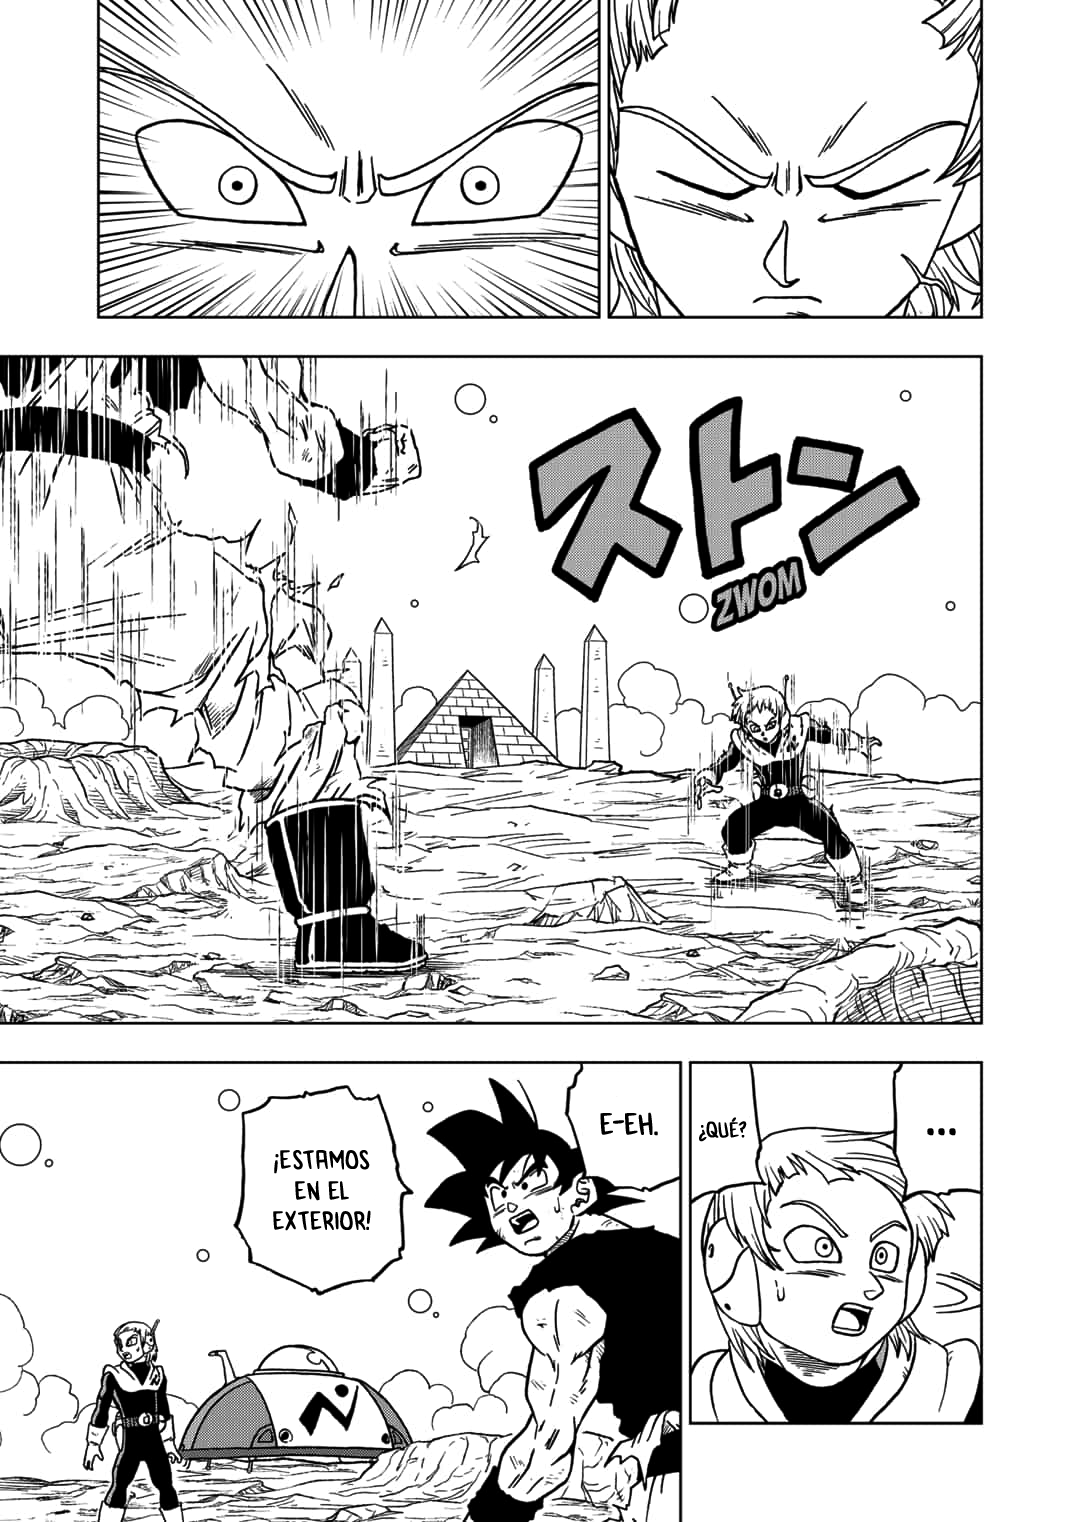 ストン
ZWOM
...
¿QUÉ?
E-EH.
¡ESTAMOS
EN EL
EXTERIOR!